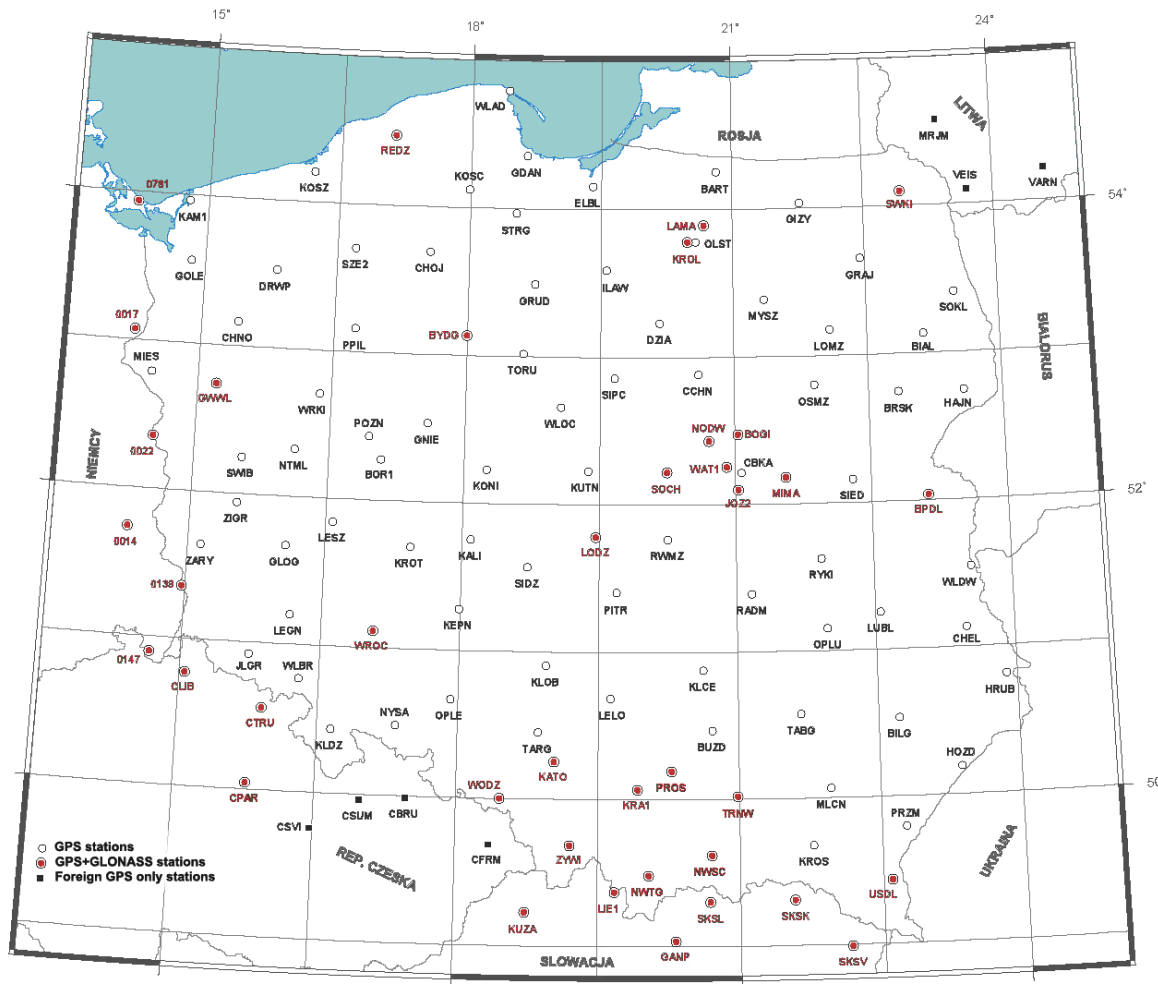 15°
18°
21°
24°
WLAD
LITWA
MRJM
REDZ
ROSJA
GDAN
KOSZ
KOSC
ELBL
BART
VEIS
VARN
0781
KAM1
54°
SWKI
STRG
GIZY
LAMA
KROL
OLST
GOLE
DRWP
SZE2
CHOJ
GRUD
ILAW
GRAJ
SOKL
0017
CHNO
PPIL
BYDG
MYSZ
DZIA
LOMZ
BIAL
BIALORUS
MIES
TORU
GWWL
WRKI
SIPC
CCHN
OSMZ
BRSK
HAJN
POZN
GNIE
WLOC
NODW
BOGI
0022
NIEMCY
SWIB
NTML
BOR1
KONI
KUTN
SOCH
WAT1
CBKA
JOZ2
MIMA
SIED
BPDL
52°
ZIGR
LESZ
0014
ZARY
GLOG
KROT
KALI
LODZ
RWMZ
SIDZ
RYKI
WLDW
0138
PITR
RADM
LEGN
KEPN
LUBL
OPLU
CHEL
WROC
0147
JLGR
WLBR
CLIB
KLOB
KLCE
HRUB
CTRU
NYSA
OPLE
LELO
KLDZ
TARG
BUZD
TABG
BILG
HOZD
KATO
CPAR
WODZ
PROS
KRA1
TRNW
MLCN
50°
CSVI
CSUM
CBRU
PRZM
GPS stations
GPS+GLONASS stations
Foreign GPS only stations
REP. CZESKA
CFRM
ZYWI
NWSC
KROS
UKRAINA
NWTG
USDL
LIE1
KUZA
SKSL
SKSK
GANP
SKSV
SLOWACJA